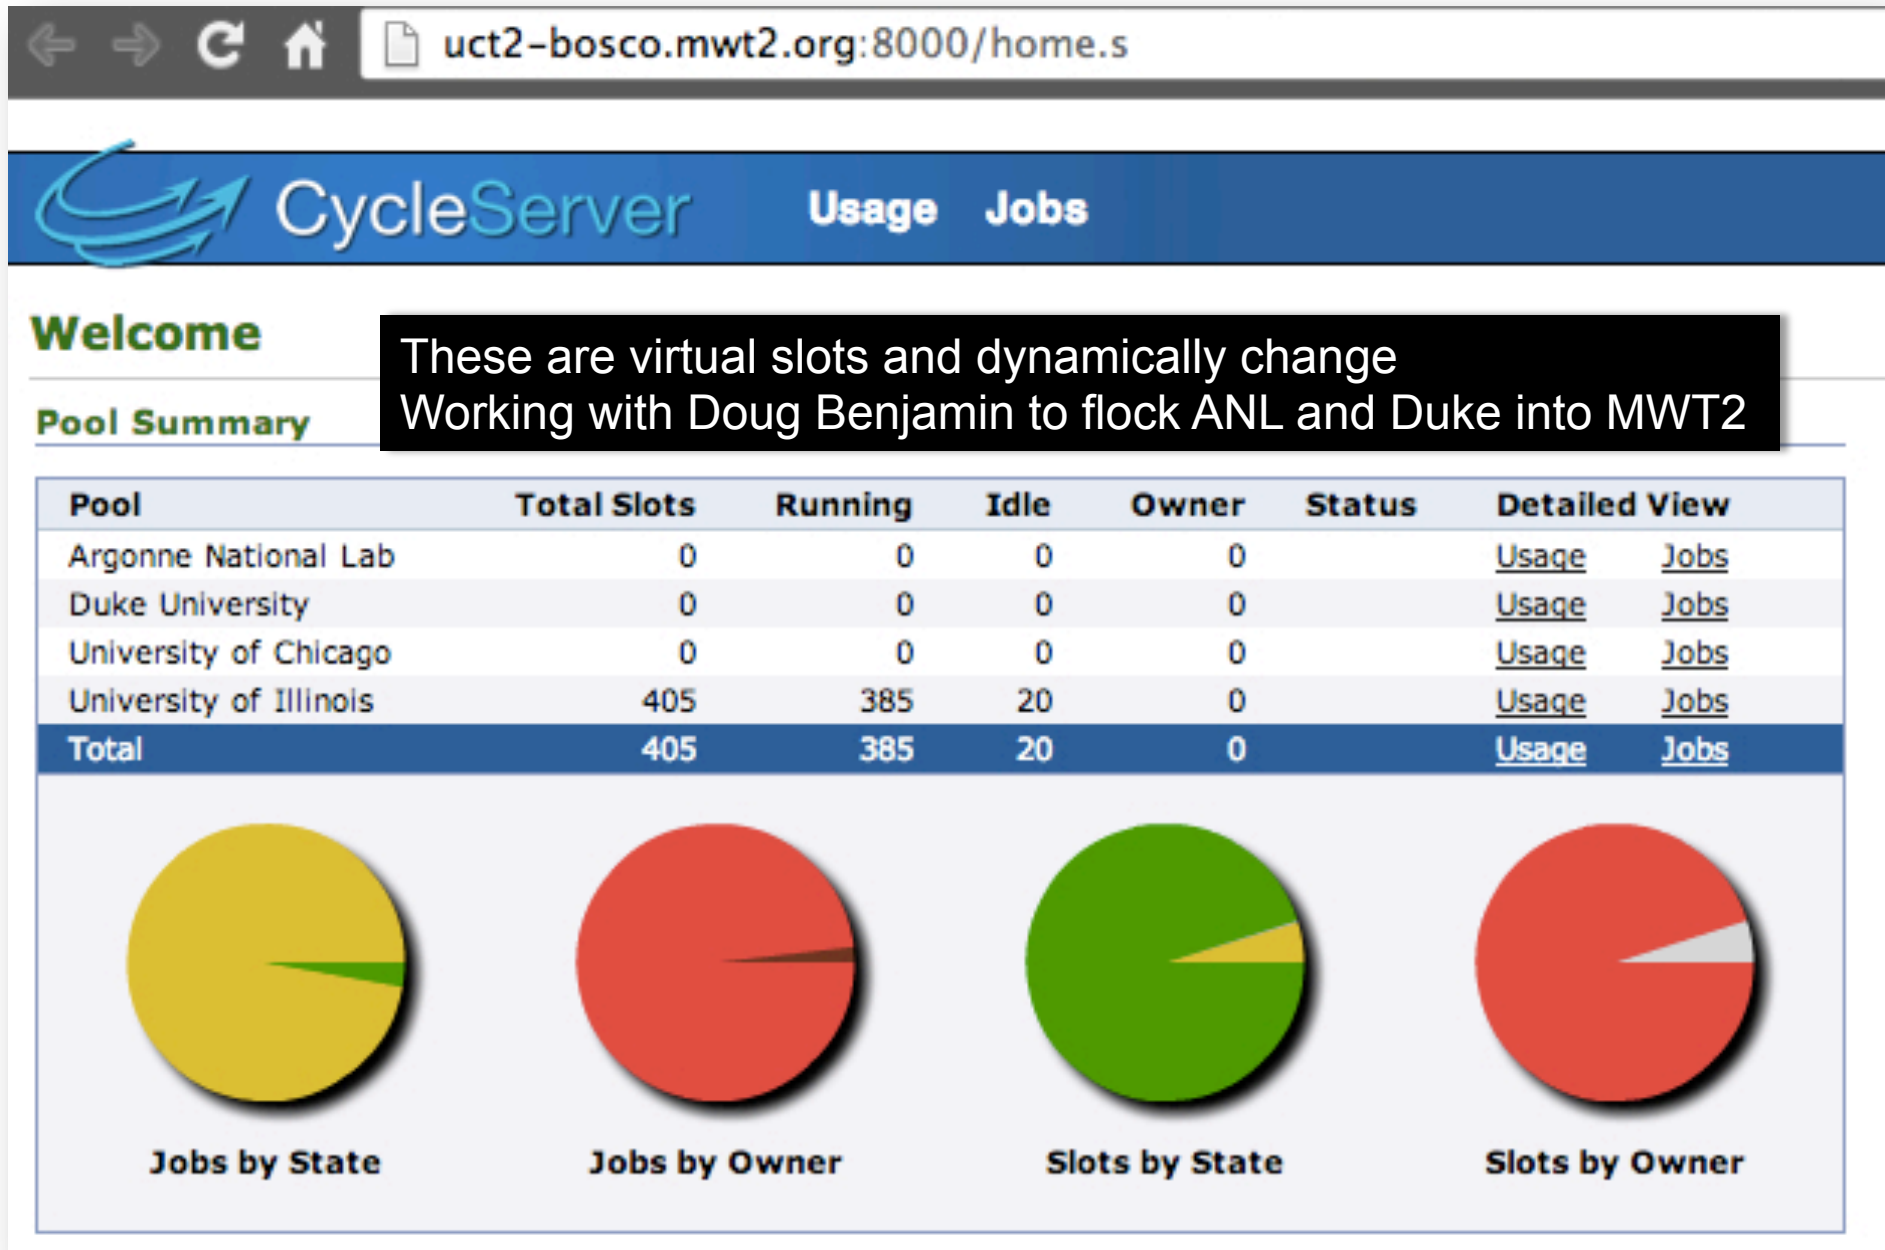 uct2-bosco.mwt2.org:8000/home.s
CycleServer Usage Jobs
Welcome
These are virtual slots and dynamically change
Working with Doug Benjamin to flock ANL and Duke into MWT2
Pool Summary
Pool Total Slots Running Idle Owner Status Detailed View
Argonne National Lab 0 0 0 0 Usage Jobs
Duke University 0 0 0 0 Usage Jobs
University of Chicago 0 0 0 0 Usage Jobs
University of Illinois 405 385 20 0 Usage Jobs
Total 405 385 20 0 Usage Jobs
Jobs by State Jobs by Owner Slots by State Slots by Owner